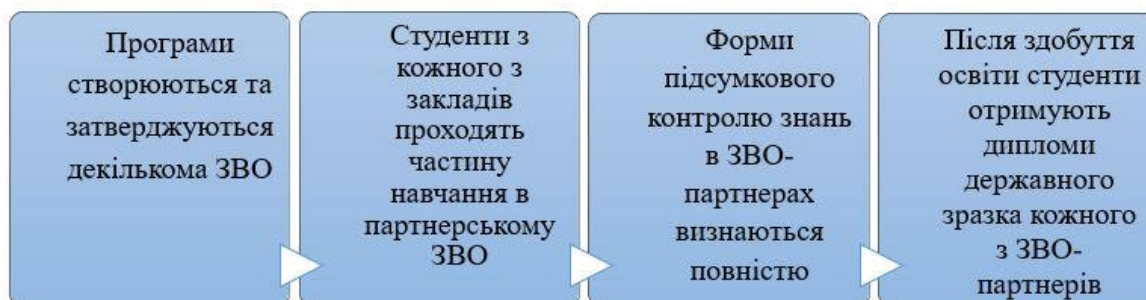 Програми
створюються та
затверджуються
декількома ЗВО
Студенти з
кожного з
закладів
проходять
частину
навчання в
партнерському
ЗВО
Форми
підсумкового
контролю знань
в ЗВО-
партнерах
визнаються
повністю
Після здобуття
освіти студенти
отримують
дипломи
державного
зразка кожного
з ЗВО-
партнерів